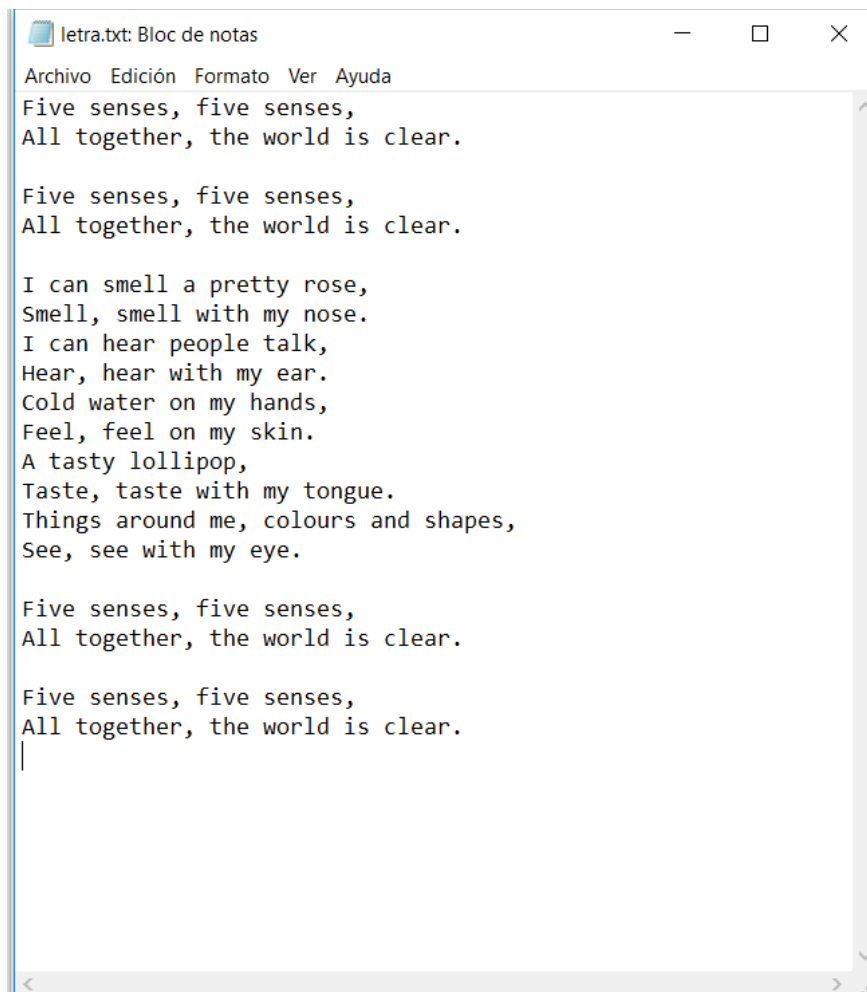 letra.txt: Bloc de notas
Archivo Edición Formato Ver Ayuda
Five senses, five senses,
All together, the world is clear.

Five senses, five senses,
All together, the world is clear.

I can smell a pretty rose,
Smell, smell with my nose.
I can hear people talk,
Hear, hear with my ear.
Cold water on my hands,
Feel, feel on my skin.
A tasty lollipop,
Taste, taste with my tongue.
Things around me, colours and shapes,
See, see with my eye.

Five senses, five senses,
All together, the world is clear.

Five senses, five senses,
All together, the world is clear.